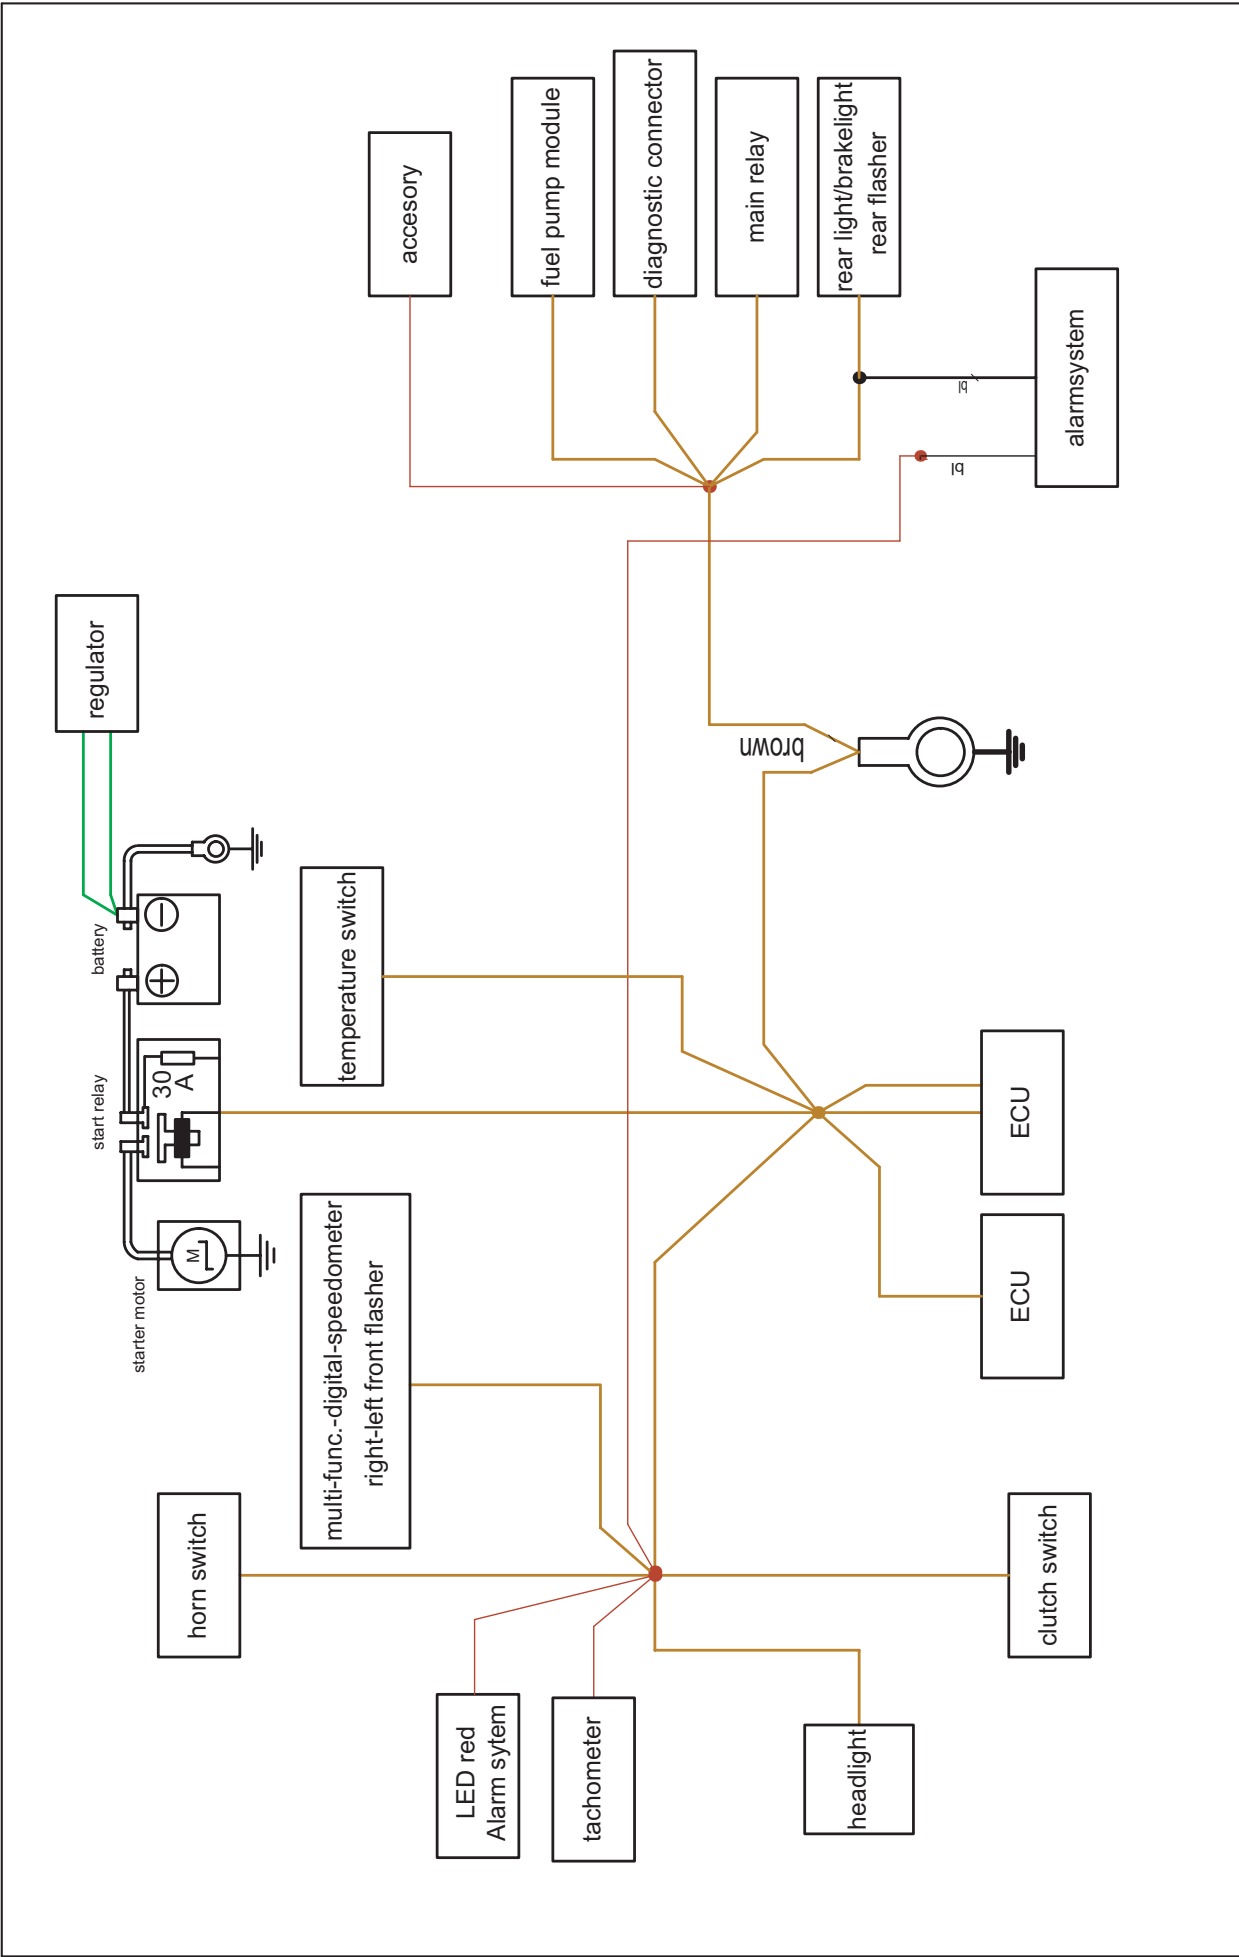 accesory
fuel pump module
diagnostic connector
main relay
rear light/brakelight
rear flasher
alarmsystem
bl
bl
regulator
brown
battery
start relay
30
A
starter motor
M
temperature switch
ECU
ECU
multi-func.-digital-speedometer
right-left front flasher
horn switch
clutch switch
LED red
Alarm sytem
tachometer
headlight